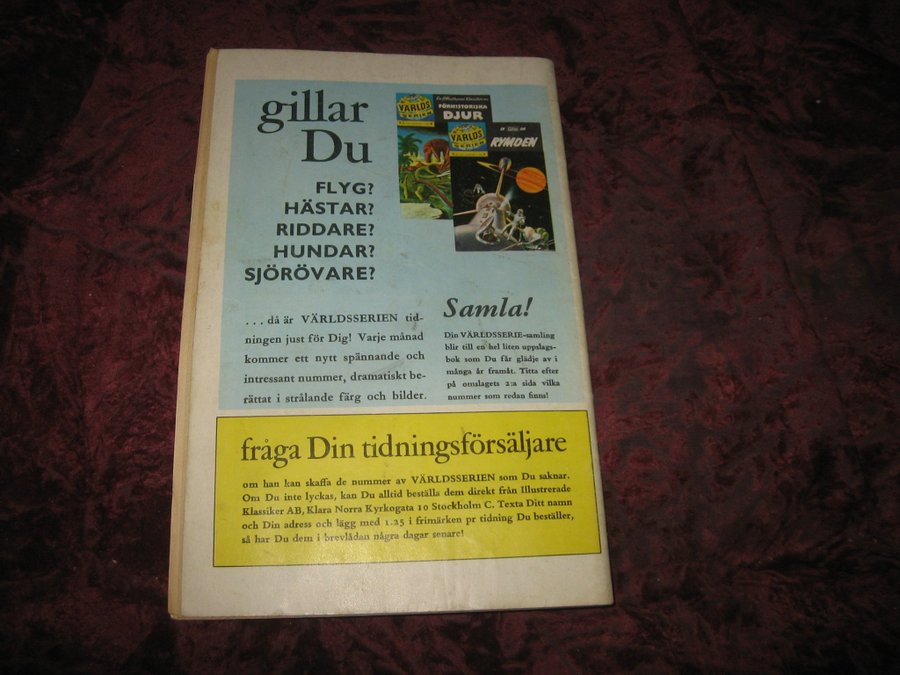 gillar
Du
FLYG?
HÄSTAR?
RIDDARE?
HUNDAR?
SJÖRÖVARE?
VÄRLDS
SERIEN
FÖRHISTORISKA
DJUR
VÄRLDS
SERIEN
RYMDEN
. . . då är VÄRLDSSERIEN tid-
ningen just för Dig! Varje månad
kommer ett nytt spännande och
intressant nummer, dramatiskt be-
rättat i strålande färg och bilder.
Samla!
Din VÄRLDSSERIE-samling
blir till en hel liten uppslags-
bok som Du får glädje av i
många år framåt. Titta efter
på omslagets 2:a sida vilka
nummer som redan finns!
fråga Din tidningsförsäljare
om han kan skaffa de nummer av VÄRLDSSERIEN som Du saknar.
Om Du inte lyckas, kan Du alltid beställa dem direkt från Illustrerade
Klassiker AB, Klara Norra Kyrkogata 10 Stockholm C. Texta Ditt namn
och Din adress och lägg med 1.25 i frimärken pr tidning Du beställer,
så har Du dem i brevlådan några dagar senare!